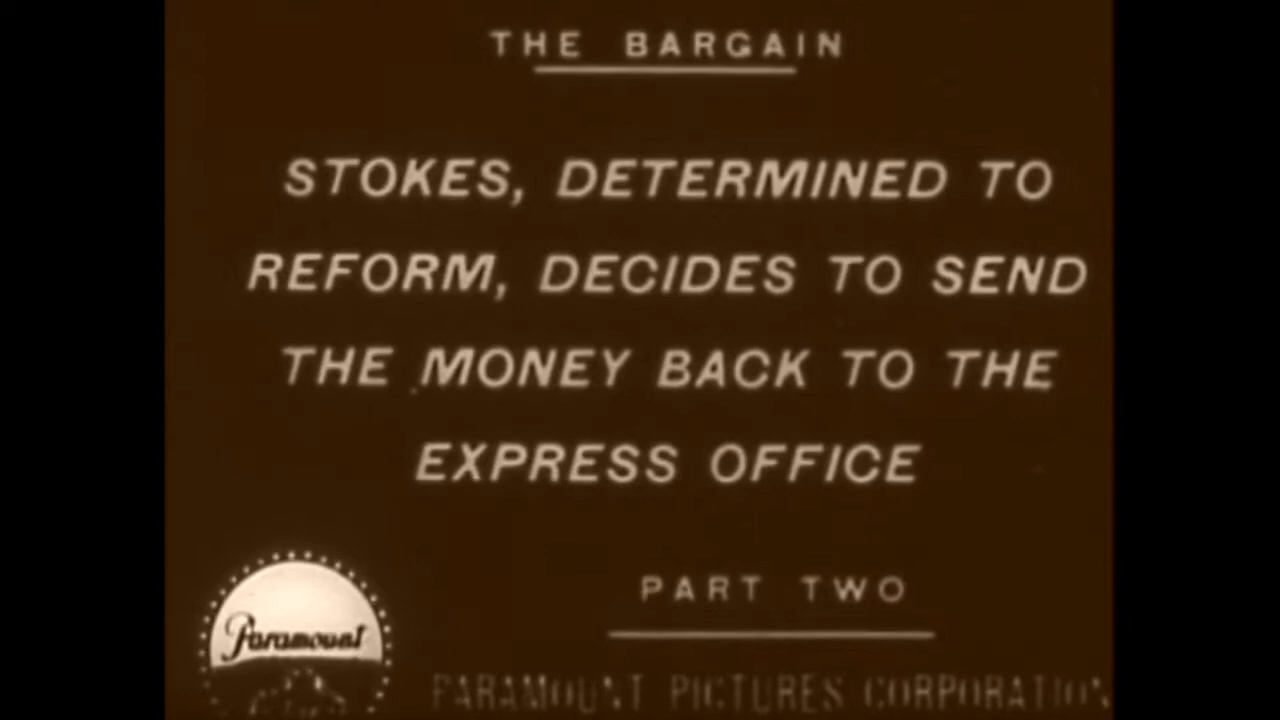 THE BARGAIN
STOKES, DETERMINED TO
REFORM, DECIDES TO SEND
THE MONEY BACK TO THE
EXPRESS OFFICE
PART TWO
Paramount
PARAMOUNT PICTURES CORPORATION